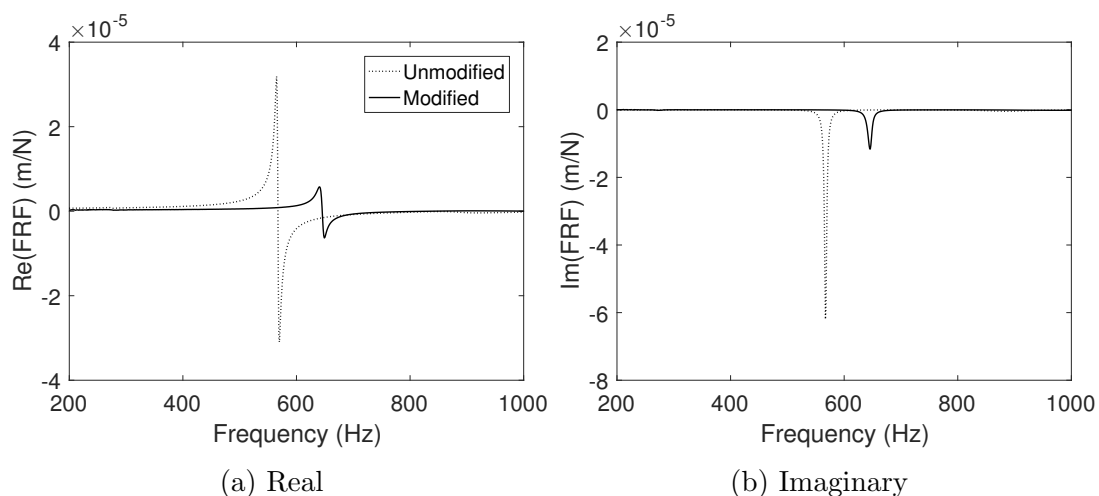 ×10⁻⁵
4
2
0
-2
-4
Re(FRF) (m/N)
Unmodified
Modified
200 400 600 800 1000
Frequency (Hz)
(a) Real
×10⁻⁵
2
0
-2
-4
-6
-8
Im(FRF) (m/N)
200 400 600 800 1000
Frequency (Hz)
(b) Imaginary